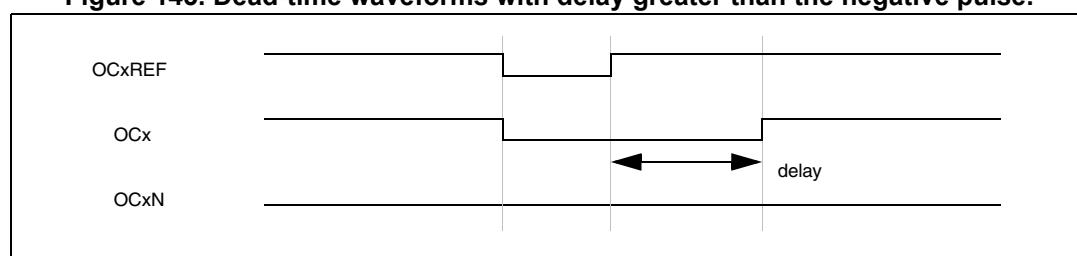 Figure 143. Dead-time waveforms with delay greater than the negative pulse.
OCxREF
OCx
delay
OCxN